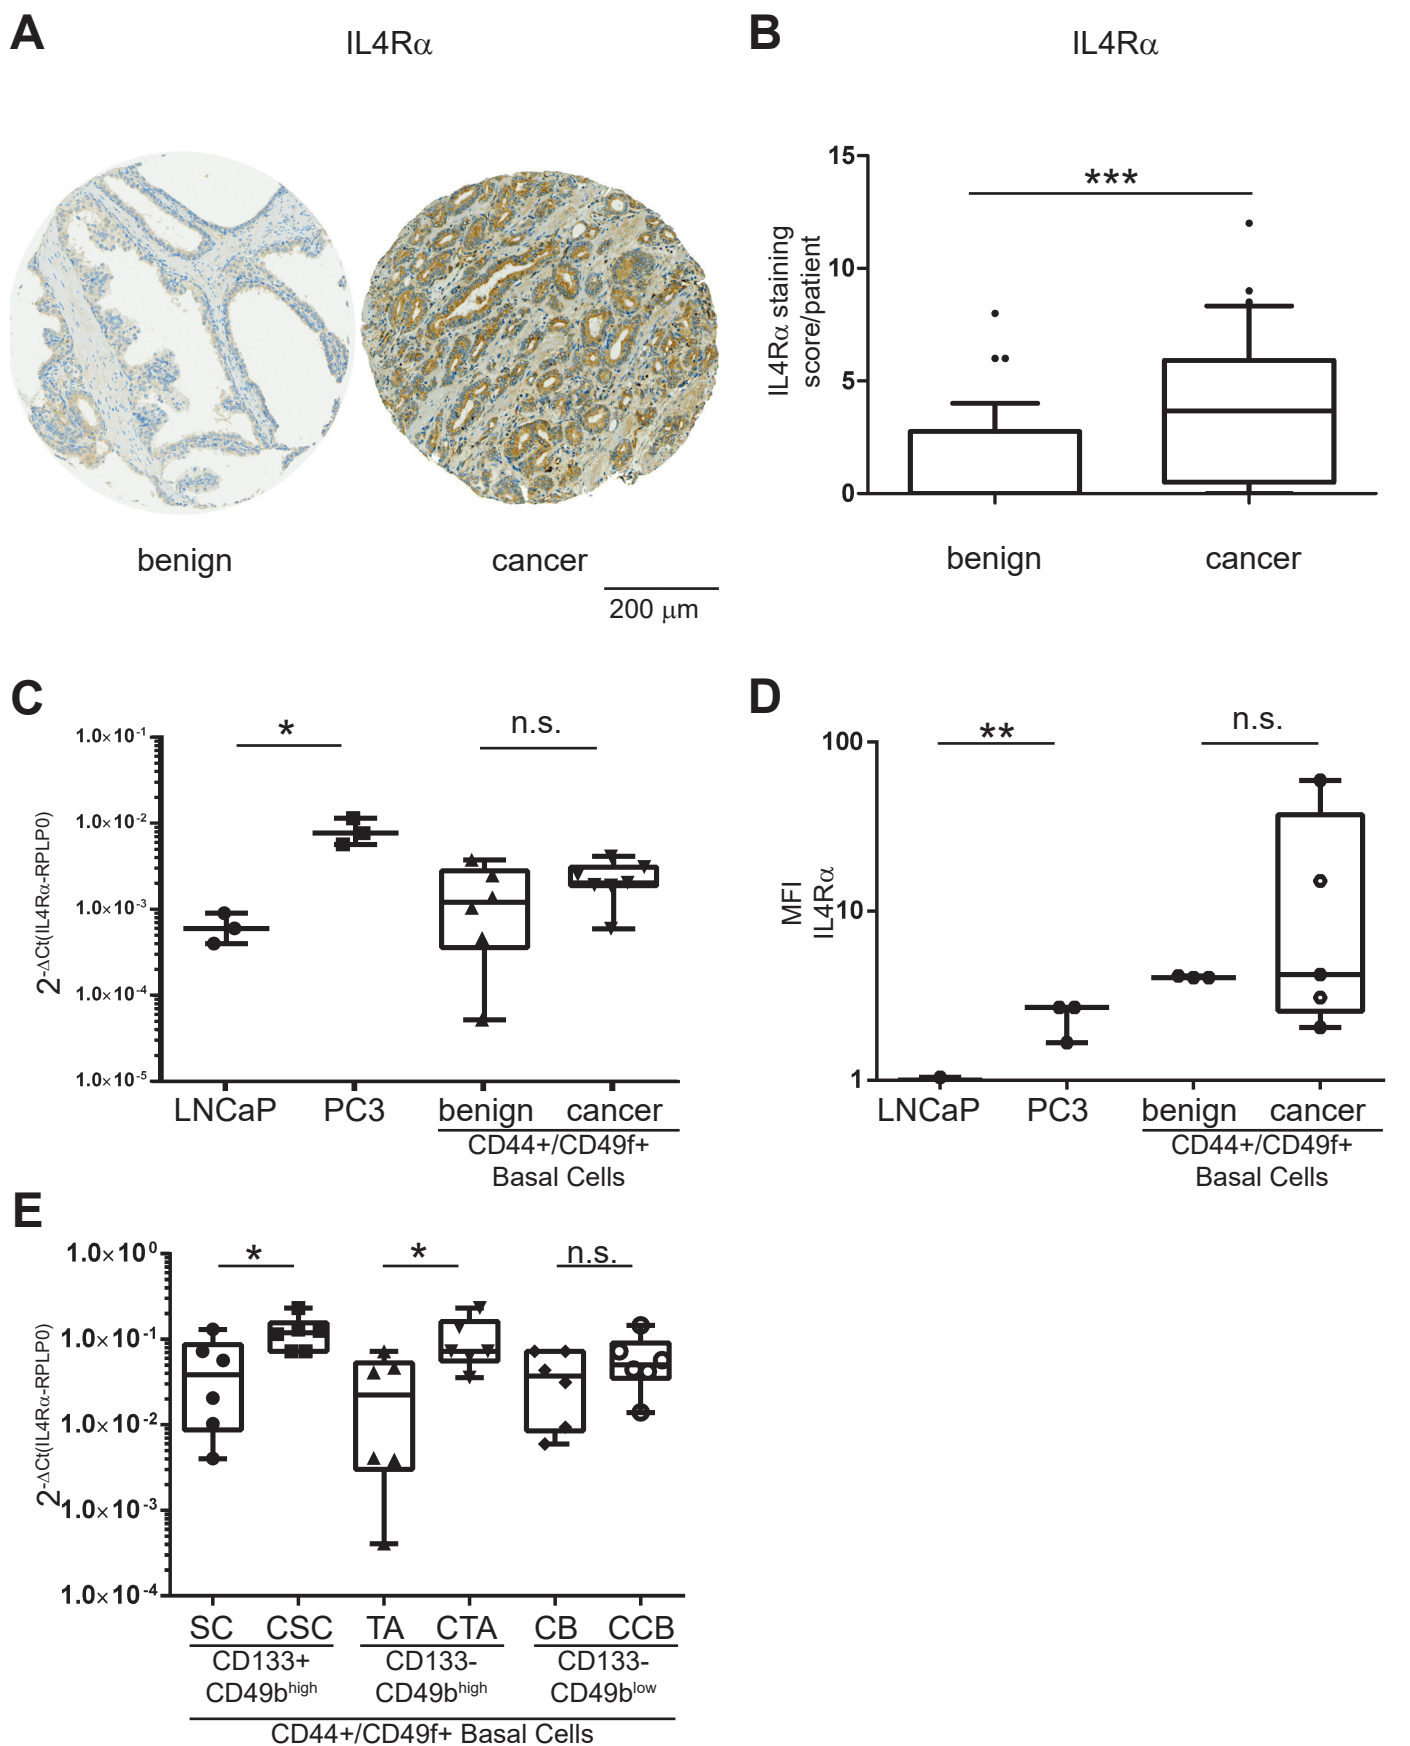 A
IL4Rα
benign
cancer
200 μm
B
IL4Rα
IL4Rα staining
score/patient
15
10
5
0
***
benign
cancer
C
2-ΔCt(IL4Rα-RPLP0)
1.0×10-1
1.0×10-2
1.0×10-3
1.0×10-4
1.0×10-5
*
n.s.
LNCaP
PC3
benign
cancer
CD44+/CD49f+
Basal Cells
D
MFI
IL4Rα
100
10
1
**
n.s.
LNCaP
PC3
benign
cancer
CD44+/CD49f+
Basal Cells
E
2-ΔCt(IL4Rα-RPLP0)
1.0×100
1.0×10-1
1.0×10-2
1.0×10-3
1.0×10-4
*
*
n.s.
SC
CSC
TA
CTA
CB
CCB
CD133+
CD49bhigh
CD133-
CD49bhigh
CD133-
CD49blow
CD44+/CD49f+ Basal Cells